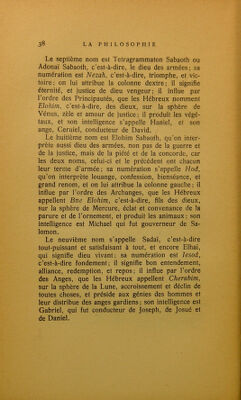 38 LA PHILOSOPHIE
Le septième nom est Tetragrammaton Sabaoth ou
Adonaï Sabaoth, c'est-à-dire, le dieu des armées; sa
numération est Nezah, c'est-à-dire, triomphe, et vic-
toire; on lui attribue la colonne dextre; il signifie
éternité, et justice de dieu vengeur; il influe par
l'ordre des Principautés, que les Hébreux nomment
Elohim, c'est-à-dire, des dieux, sur la sphère de
Vénus, zèle et amour de justice; il produit les végé-
taux, et son intelligence s'appelle Haniel, et son
ange, Cerniel, conducteur de David.
Le huitième nom est Elohim Sabaoth, qu'on inter-
prète aussi dieu des armées, non pas de la guerre et
de la justice, mais de la piété et de la concorde, car
les deux noms, celui-ci et le précédent ont chacun
leur terme d'armée; sa numération s'appelle Hod,
qu'on interprète louange, confession, bienséance, et
grand renom, et on lui attribue la colonne gauche; il
influe par l'ordre des Archanges, que les Hébreux
appellent Bne Elohim, c'est-à-dire, fils des dieux,
sur la sphère de Mercure, éclat et convenance de la
parure et de l'ornement, et produit les animaux; son
intelligence est Michael qui fut gouverneur de Sa-
lomon.
Le neuvième nom s'appelle Sadaï, c'est-à-dire
tout-puissant et satisfaisant à tout, et encore Elhaï,
qui signifie dieu vivant; sa numération est Iesod,
c'est-à-dire fondement; il signifie bon entendement,
alliance, redemption, et repos; il influe par l'ordre
des Anges, que les Hébreux appellent Cherubim,
sur la sphère de la Lune, accroissement et déclin de
toutes choses, et préside aux génies des hommes et
leur distribue des anges gardiens; son intelligence est
Gabriel, qui fut conducteur de Joseph, de Josué et
de Daniel.